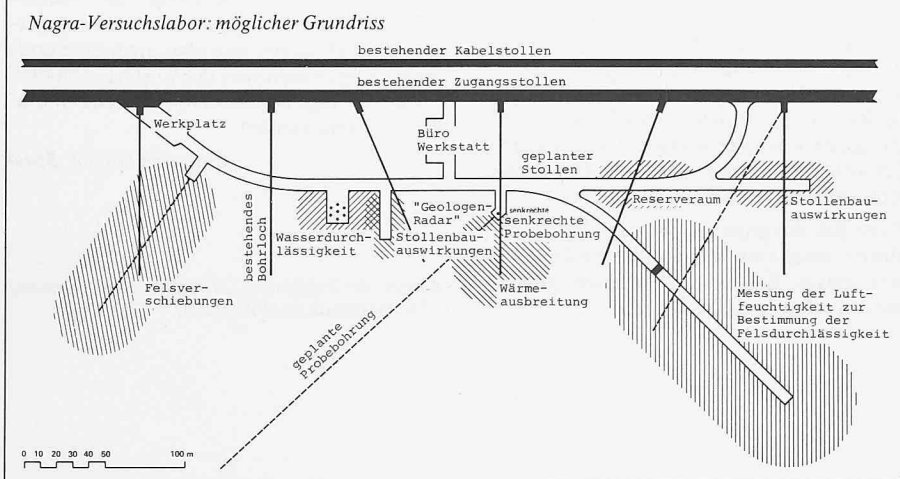 Nagra-Versuchslabor: möglicher Grundriss
bestehender Kabelstollen
bestehender Zugangsstollen
Werkplatz
Büro
Werkstatt
geplanter
Stollen
bestehendes
Bohrloch
Wasserdurch-
lässigkeit
"Geologen-
Radar"
Stollenbau-
auswirkungen
senkrechte
senkrechte
Probebohrung
Reserveraum
Stollenbau-
auswirkungen
Felsver-
schiebungen
Wärme-
ausbreitung
Messung der Luft-
feuchtigkeit zur
Bestimmung der
Felsdurchlässigkeit
geplante
Probebohrung
0 10 20 30 40 50 100 m